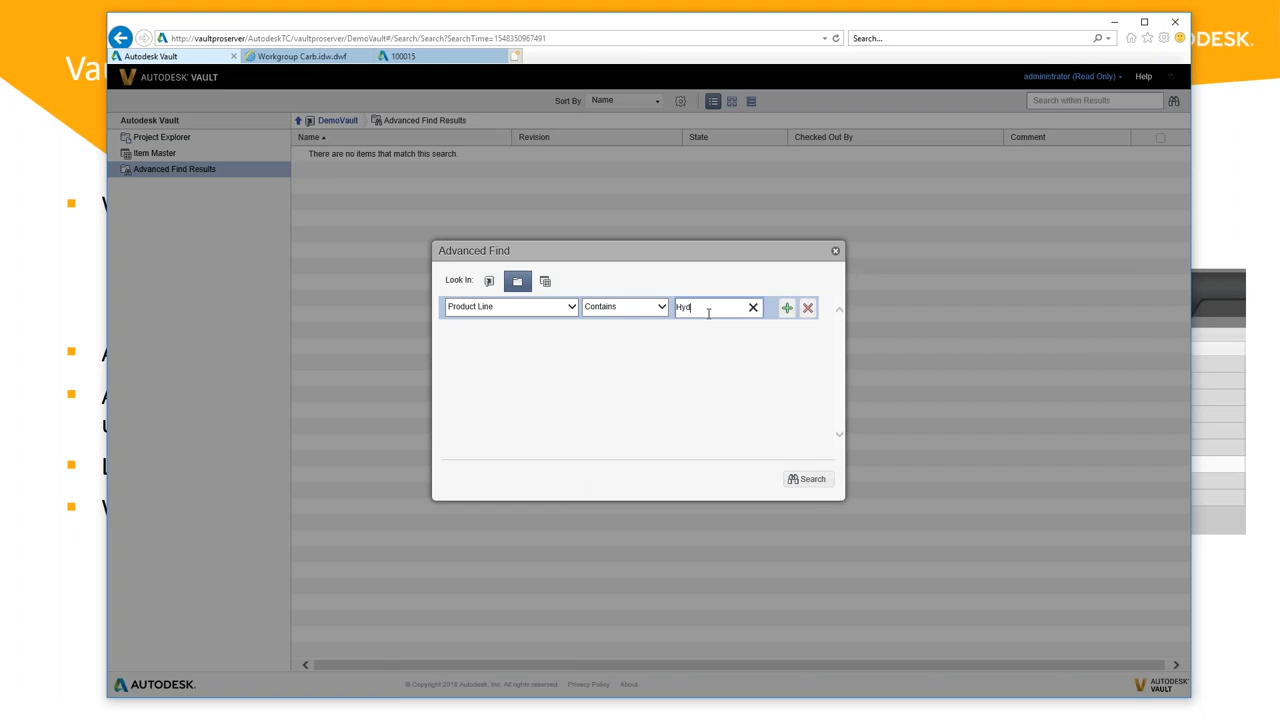 Va
RDESK.
http://vaultproserver/AutodeskTC/vaultproserver/DemoVault#/Search/Search?SearchTime=1548350967491
Search...
Autodesk Vault
Workgroup Carb.idw.dwf
100015
AUTODESK VAULT
administrator (Read Only)
Help
Sort By
Name
Search within Results
Autodesk Vault
DemoVault
Advanced Find Results
Project Explorer
Item Master
Advanced Find Results
Name
Revision
State
Checked Out By
Comment
There are no items that match this search.
Advanced Find
Look In:
Product Line
Contains
Hyd
Search
AUTODESK.
© Copyright 2018 Autodesk, Inc. All rights reserved.
Privacy Policy
About
AUTODESK
VAULT